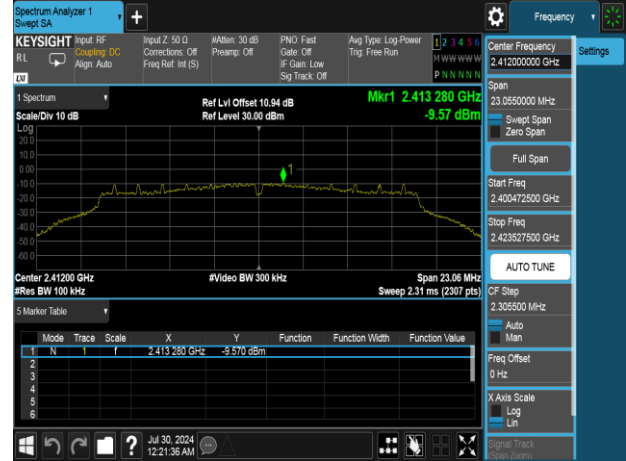 Spectrum Analyzer 1
Swept SA
Frequency
KEYSIGHT
RL
LXI
Input: RF
Coupling: DC
Align: Auto
Input Z: 50 Ω
Corrections: Off
Freq Ref: Int (S)
#Atten: 30 dB
Preamp: Off
PNO: Fast
Gate: Off
IF Gain: Low
Sig Track: Off
Avg Type: Log-Power
Trig: Free Run
1 2 3 4 5 6
M W W W W W
P N N N N N
Center Frequency
2.412000000 GHz
Settings
Span
23.0550000 MHz
Swept Span
Zero Span
Full Span
Start Freq
2.400472500 GHz
Stop Freq
2.423527500 GHz
AUTO TUNE
CF Step
2.305500 MHz
Auto
Man
Freq Offset
0 Hz
X Axis Scale
Log
Lin
Signal Track
(Span Zoom)
1 Spectrum
Scale/Div 10 dB
Ref Lvl Offset 10.94 dB
Ref Level 30.00 dBm
Mkr1 2.413 280 GHz
-9.57 dBm
Log
20.0
10.0
0.00
-10.0
-20.0
-30.0
-40.0
-50.0
-60.0
1
Center 2.41200 GHz
#Res BW 100 kHz
#Video BW 300 kHz
Span 23.06 MHz
Sweep 2.31 ms (2307 pts)
5 Marker Table
Mode Trace Scale X Y Function Function Width Function Value
1 N 1 f 2.413 280 GHz -9.570 dBm
2
3
4
5
6
Jul 30, 2024
12:21:36 AM